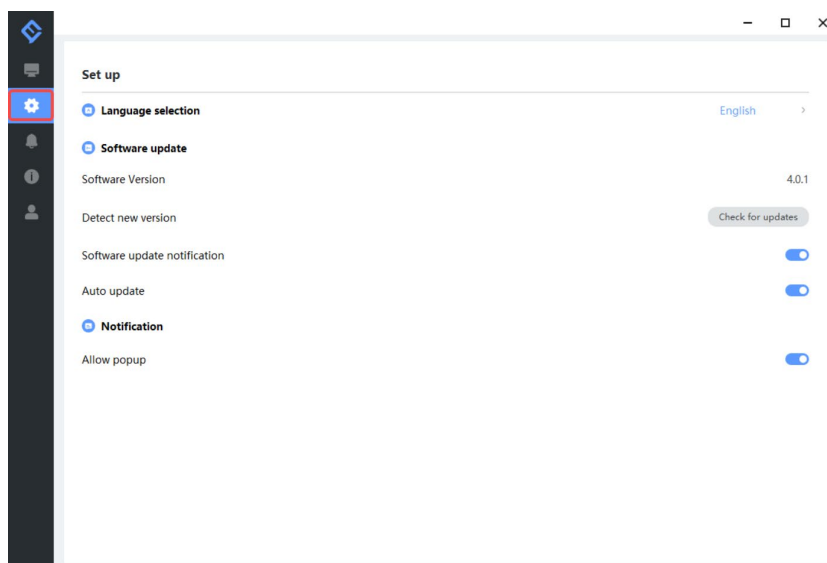 Set up
Language selection English
Software update
Software Version 4.0.1
Detect new version Check for updates
Software update notification
Auto update
Notification
Allow popup